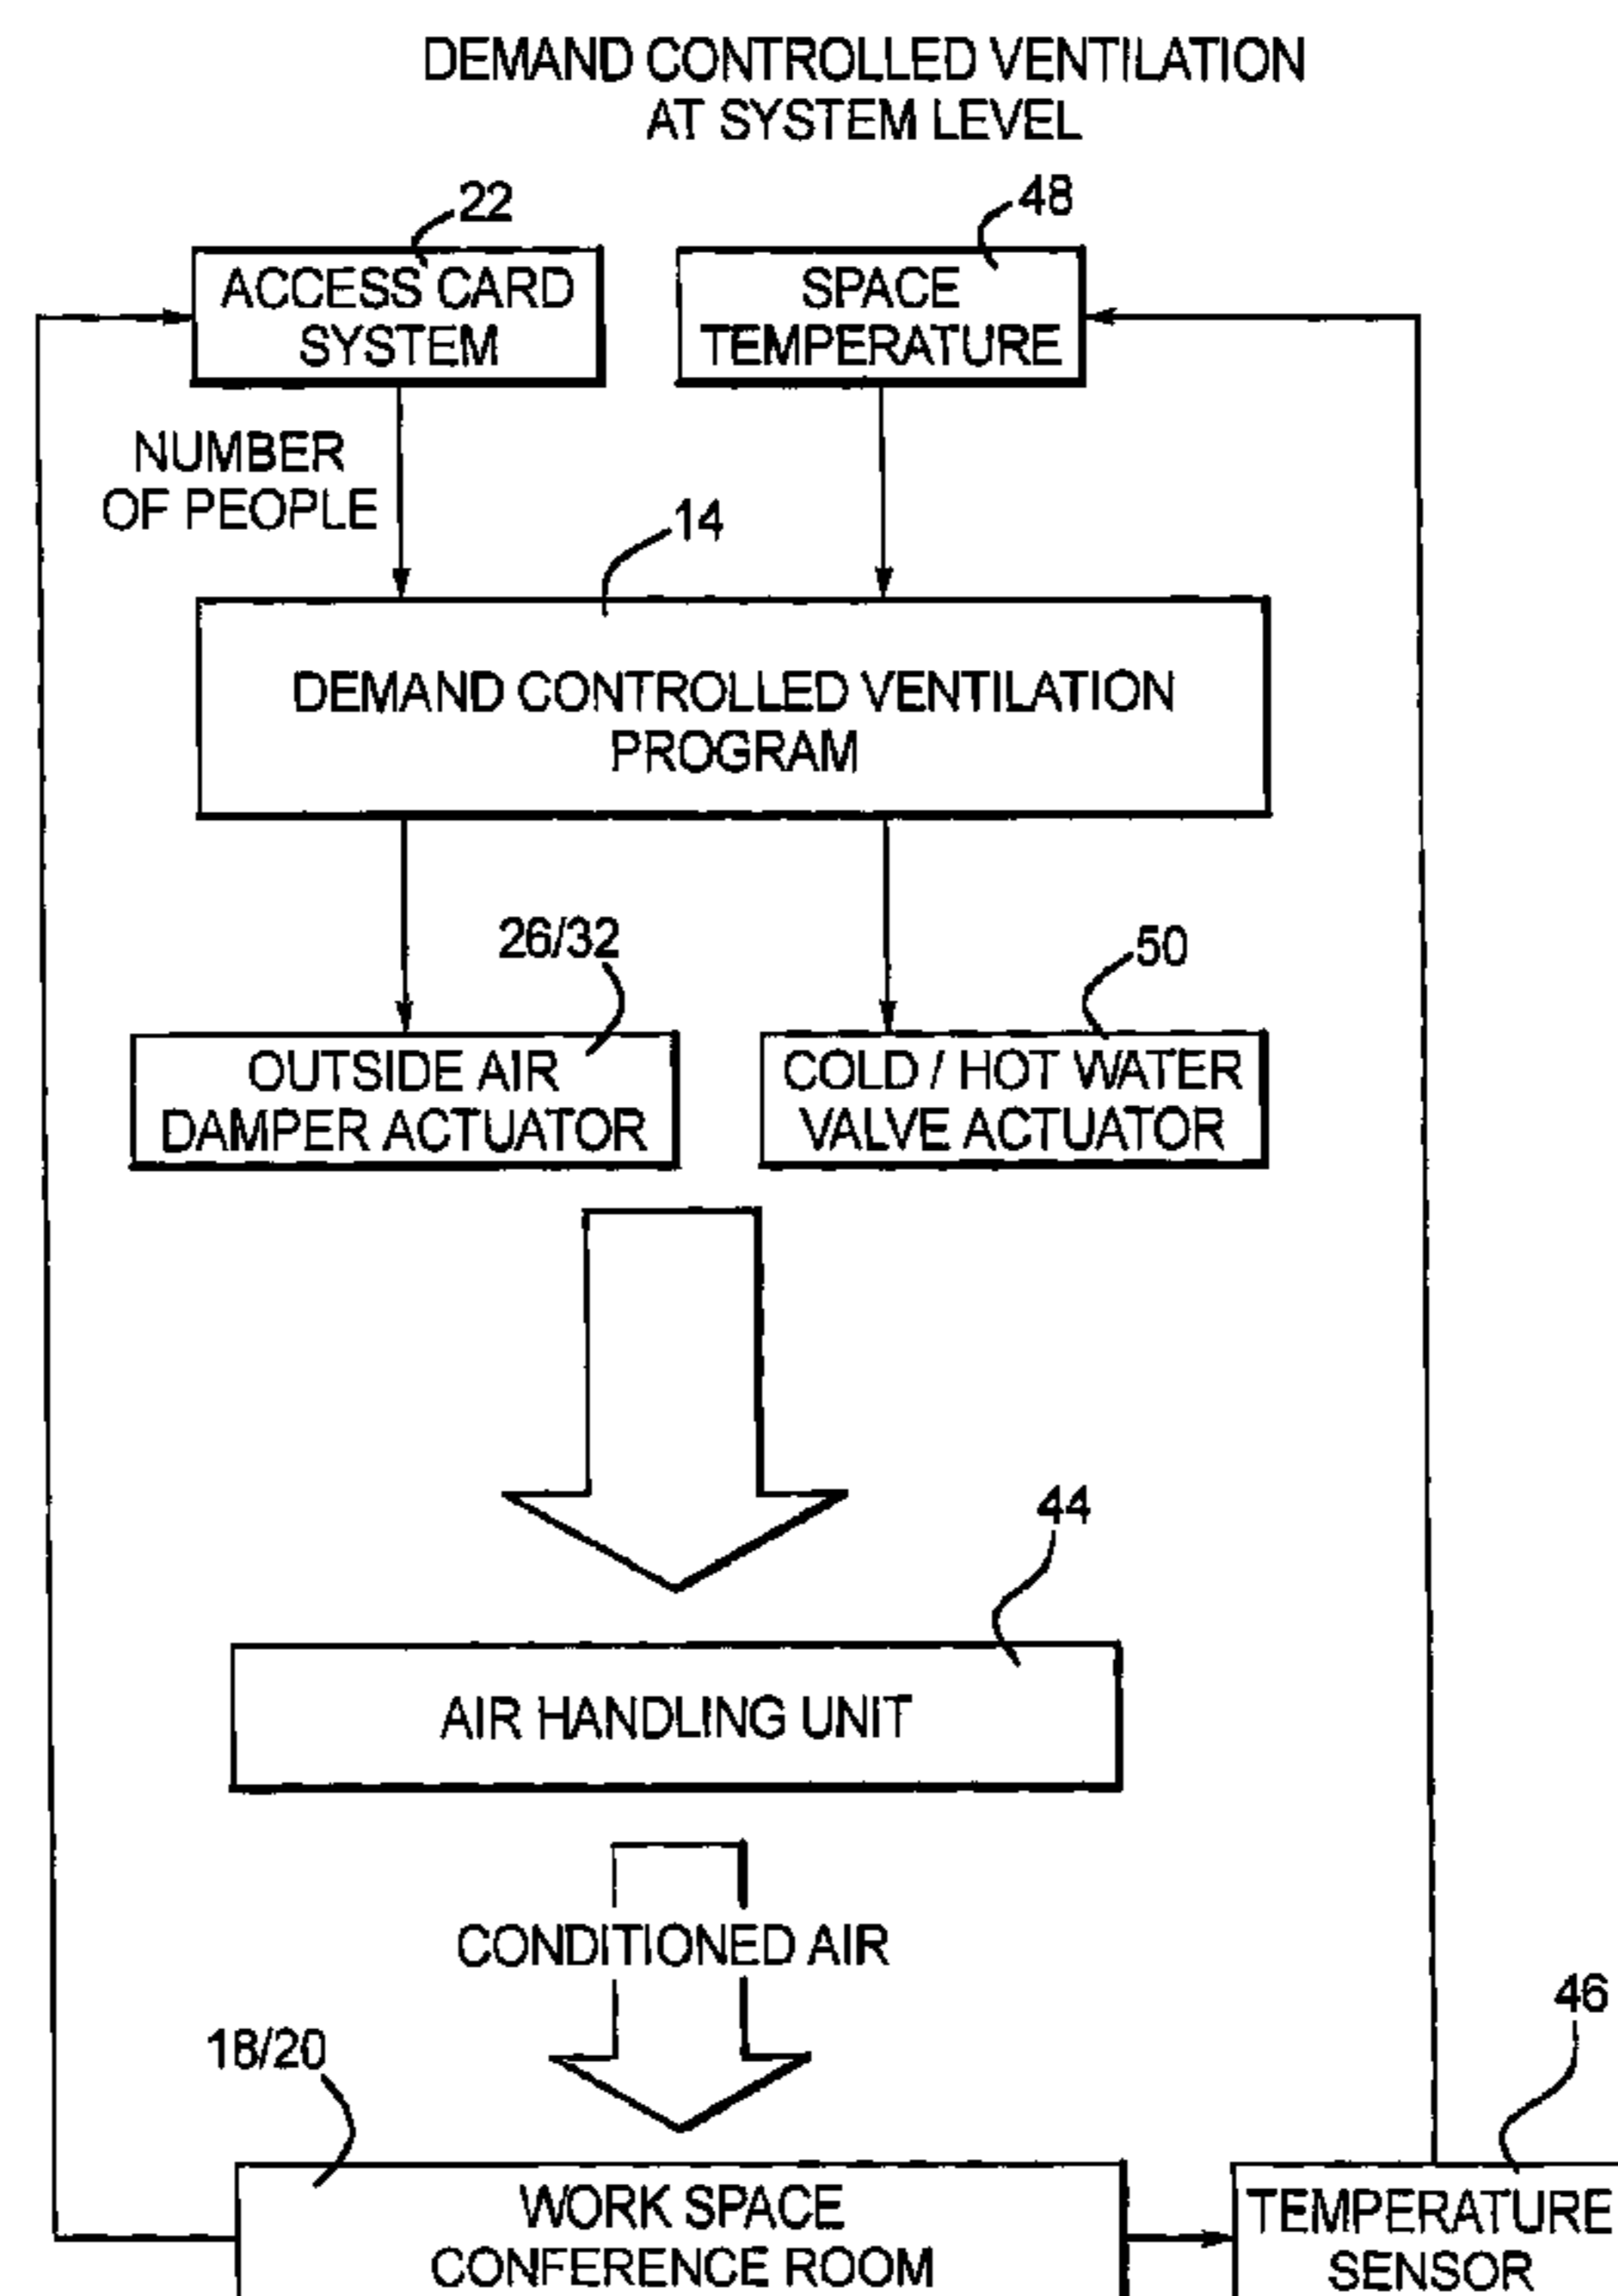 DEMAND CONTROLLED VENTILATION
AT SYSTEM LEVEL
22
48
ACCESS CARD
SYSTEM
SPACE
TEMPERATURE
NUMBER
OF PEOPLE
14
DEMAND CONTROLLED VENTILATION
PROGRAM
26/32
50
OUTSIDE AIR
DAMPER ACTUATOR
COLD / HOT WATER
VALVE ACTUATOR
44
AIR HANDLING UNIT
CONDITIONED AIR
46
18/20
WORK SPACE
CONFERENCE ROOM
TEMPERATURE
SENSOR